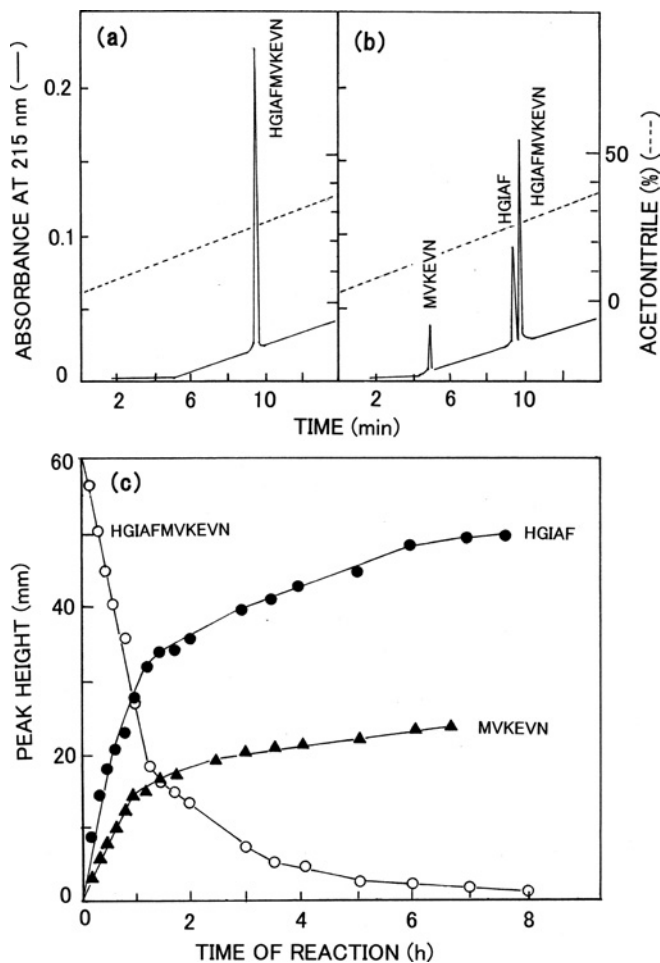 (a)
(b)
ABSORBANCE AT 215 nm (—)
0.2
0.1
0
HGIAFMVKEVN
MVKEVN
HGIAF
HGIAFMVKEVN
50
0
ACETONITRILE (%) (----)
2 6 10
2 6 10
TIME (min)
(c)
PEAK HEIGHT (mm)
60
40
20
0
HGIAFMVKEVN
HGIAF
MVKEVN
0 2 4 6 8
TIME OF REACTION (h)